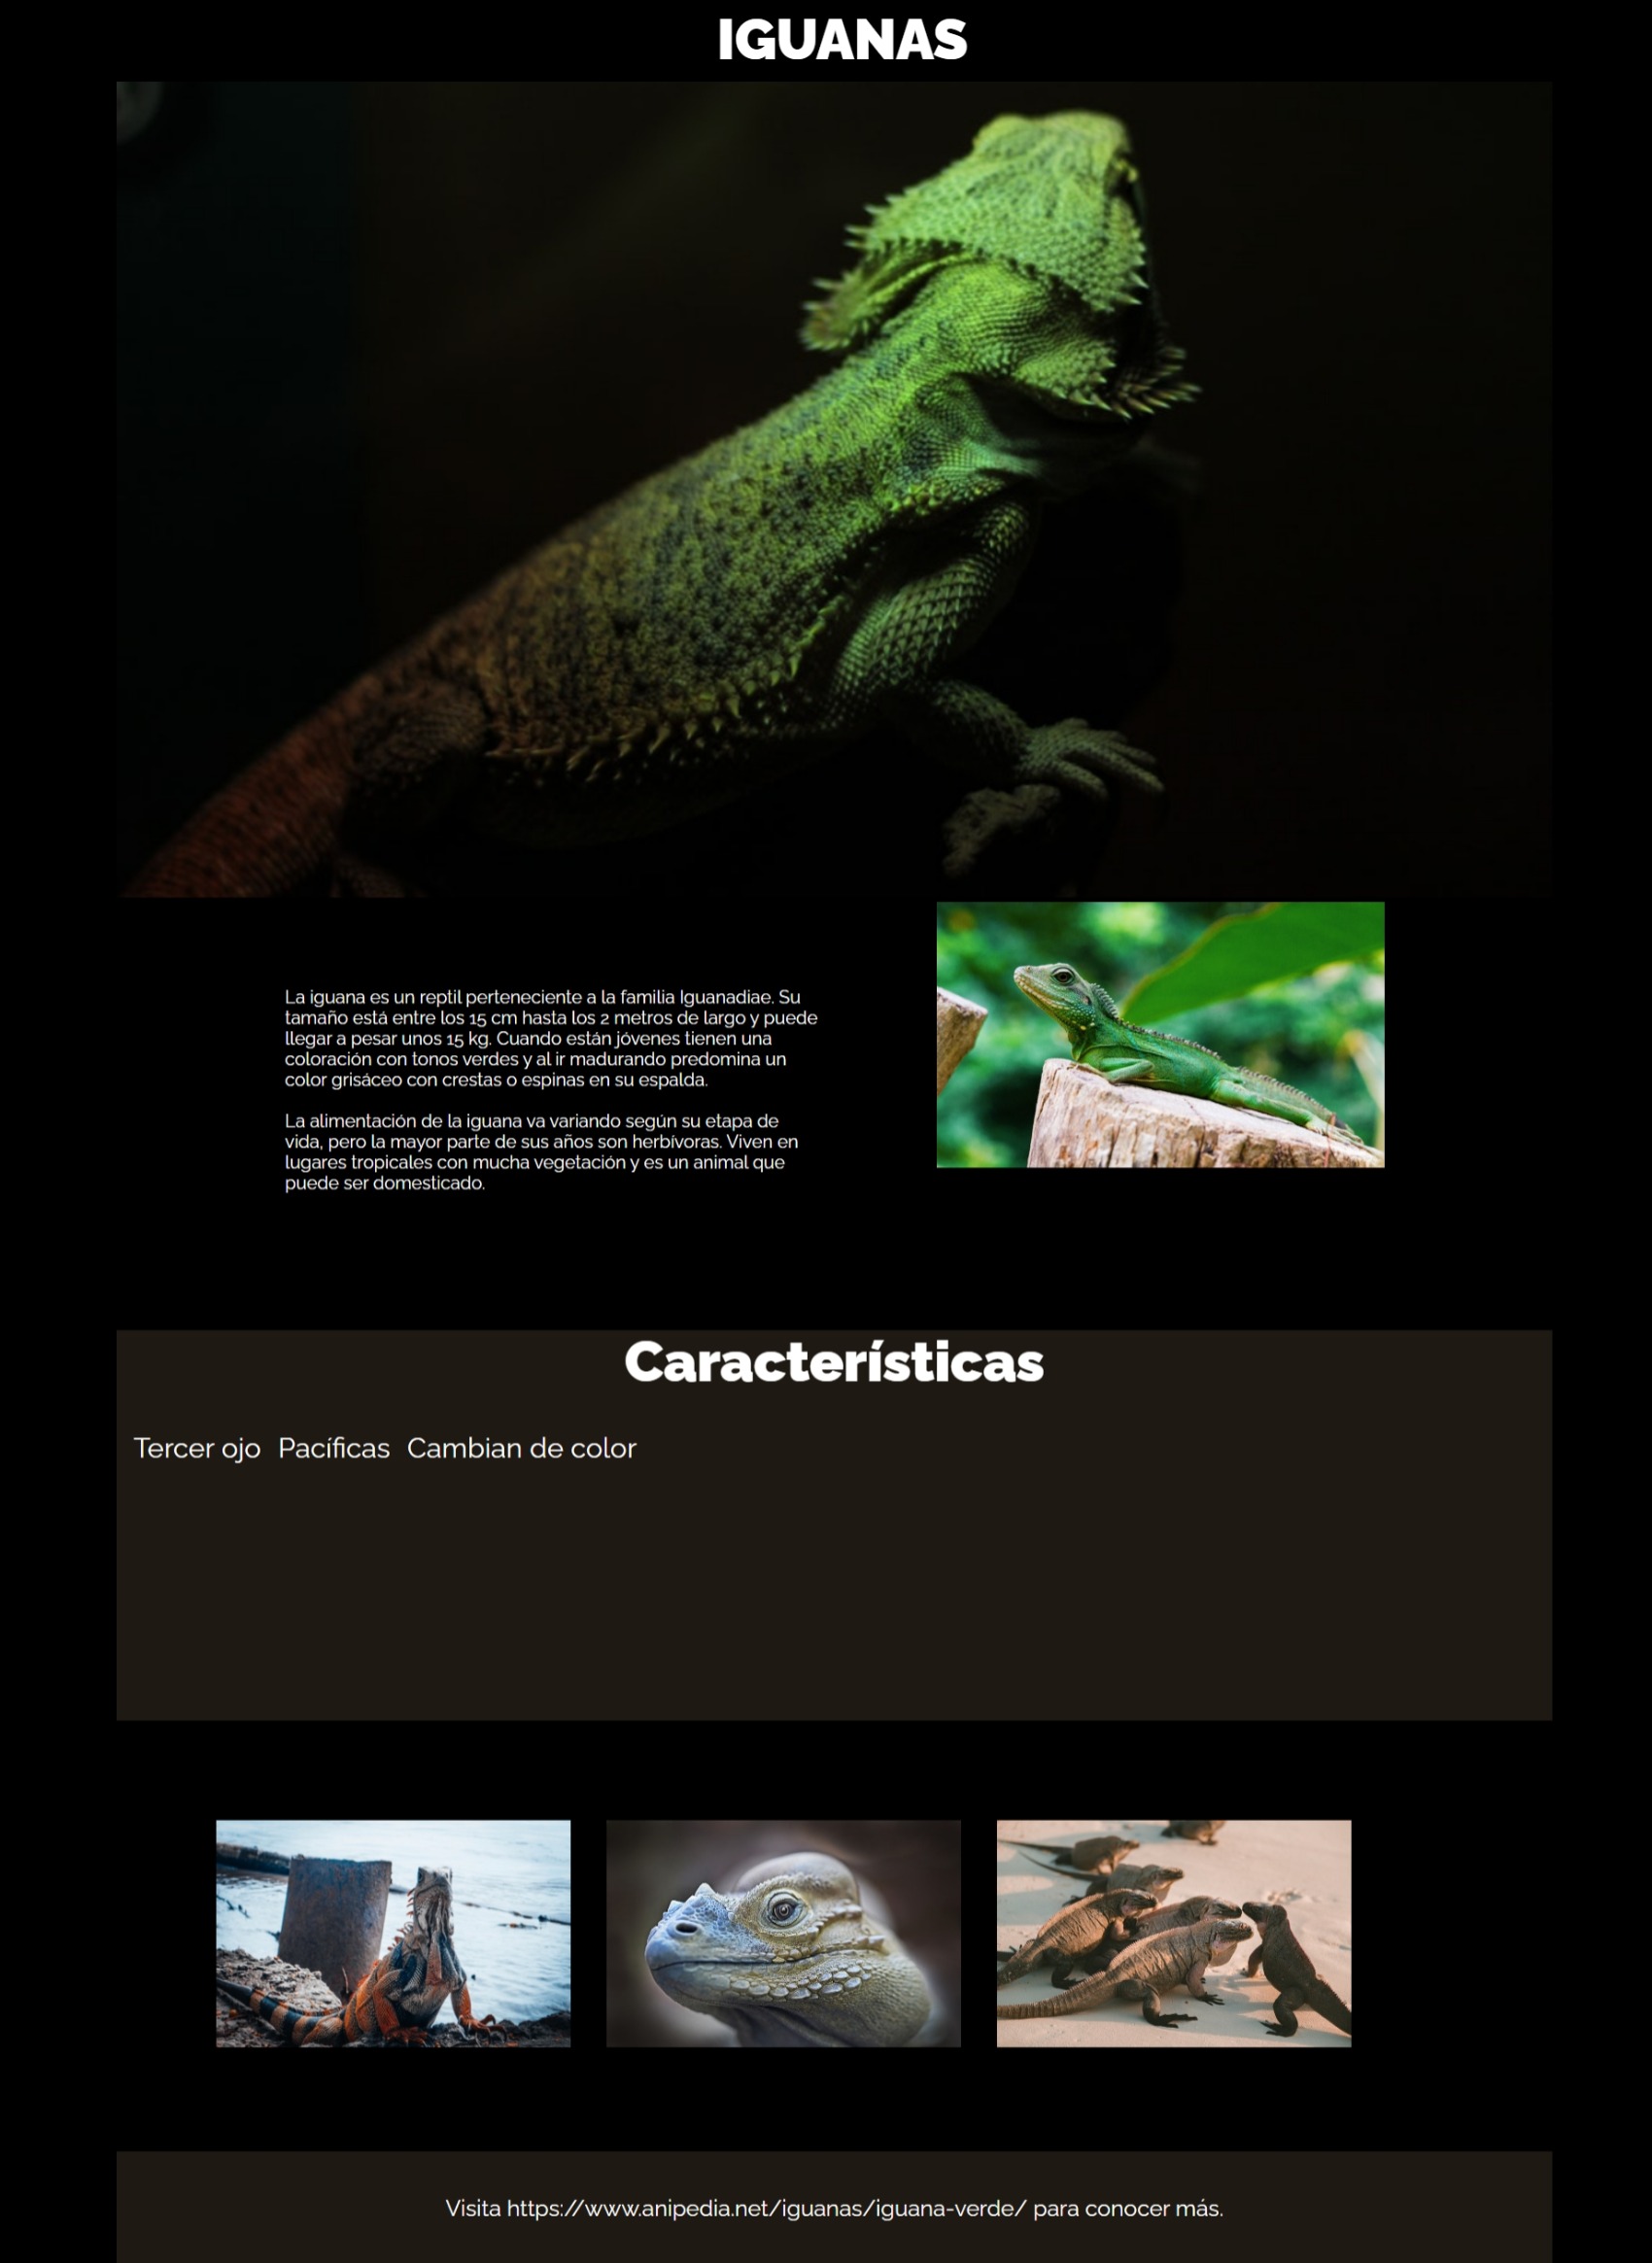 IGUANAS
La iguana es un reptil perteneciente a la familia Iguanadiae. Su
tamaño está entre los 15 cm hasta los 2 metros de largo y puede
llegar a pesar unos 15 kg. Cuando están jóvenes tienen una
coloración con tonos verdes y al ir madurando predomina un
color grisáceo con crestas o espinas en su espalda.
La alimentación de la iguana va variando según su etapa de
vida, pero la mayor parte de sus años son herbívoras. Viven en
lugares tropicales con mucha vegetación y es un animal que
puede ser domesticado.
Características
Tercer ojo Pacíficas Cambian de color
Visita https://www.anipedia.net/iguanas/iguana-verde/ para conocer más.